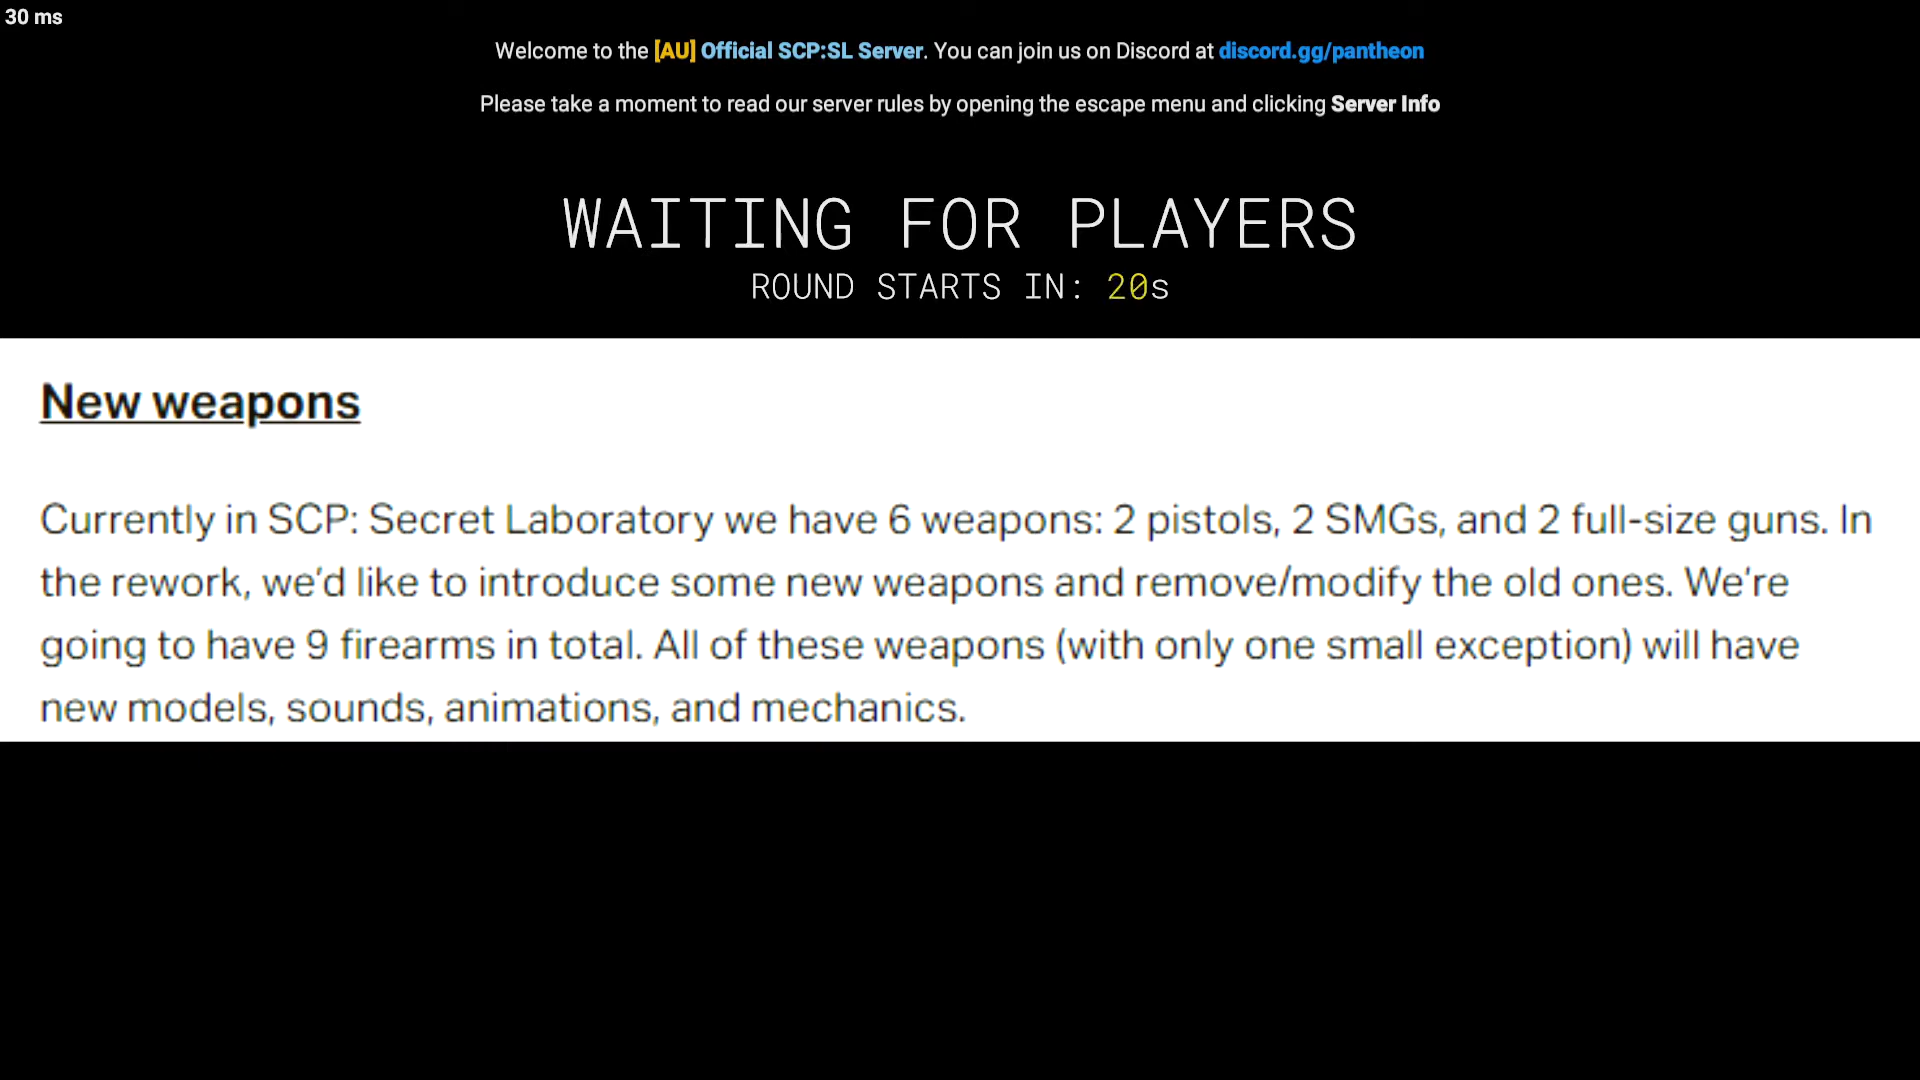 30 ms
Welcome to the [AU] Official SCP:SL Server. You can join us on Discord at discord.gg/pantheon
Please take a moment to read our server rules by opening the escape menu and clicking Server Info
WAITING FOR PLAYERS
ROUND STARTS IN: 20s
New weapons
Currently in SCP: Secret Laboratory we have 6 weapons: 2 pistols, 2 SMGs, and 2 full-size guns. In
the rework, we'd like to introduce some new weapons and remove/modify the old ones. We're
going to have 9 firearms in total. All of these weapons (with only one small exception) will have
new models, sounds, animations, and mechanics.